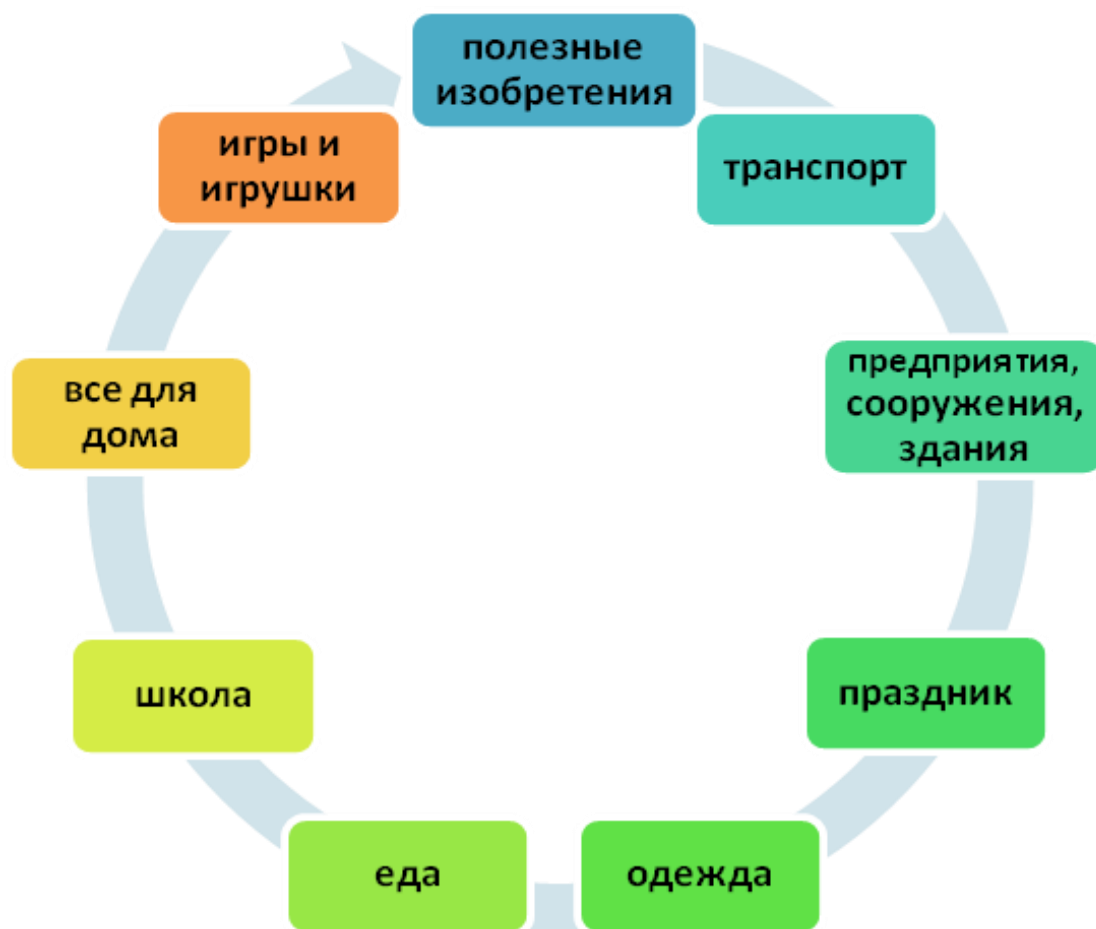 полезные
изобретения
транспорт
предприятия,
сооружения,
здания
праздник
одежда
еда
школа
все для
дома
игры и
игрушки